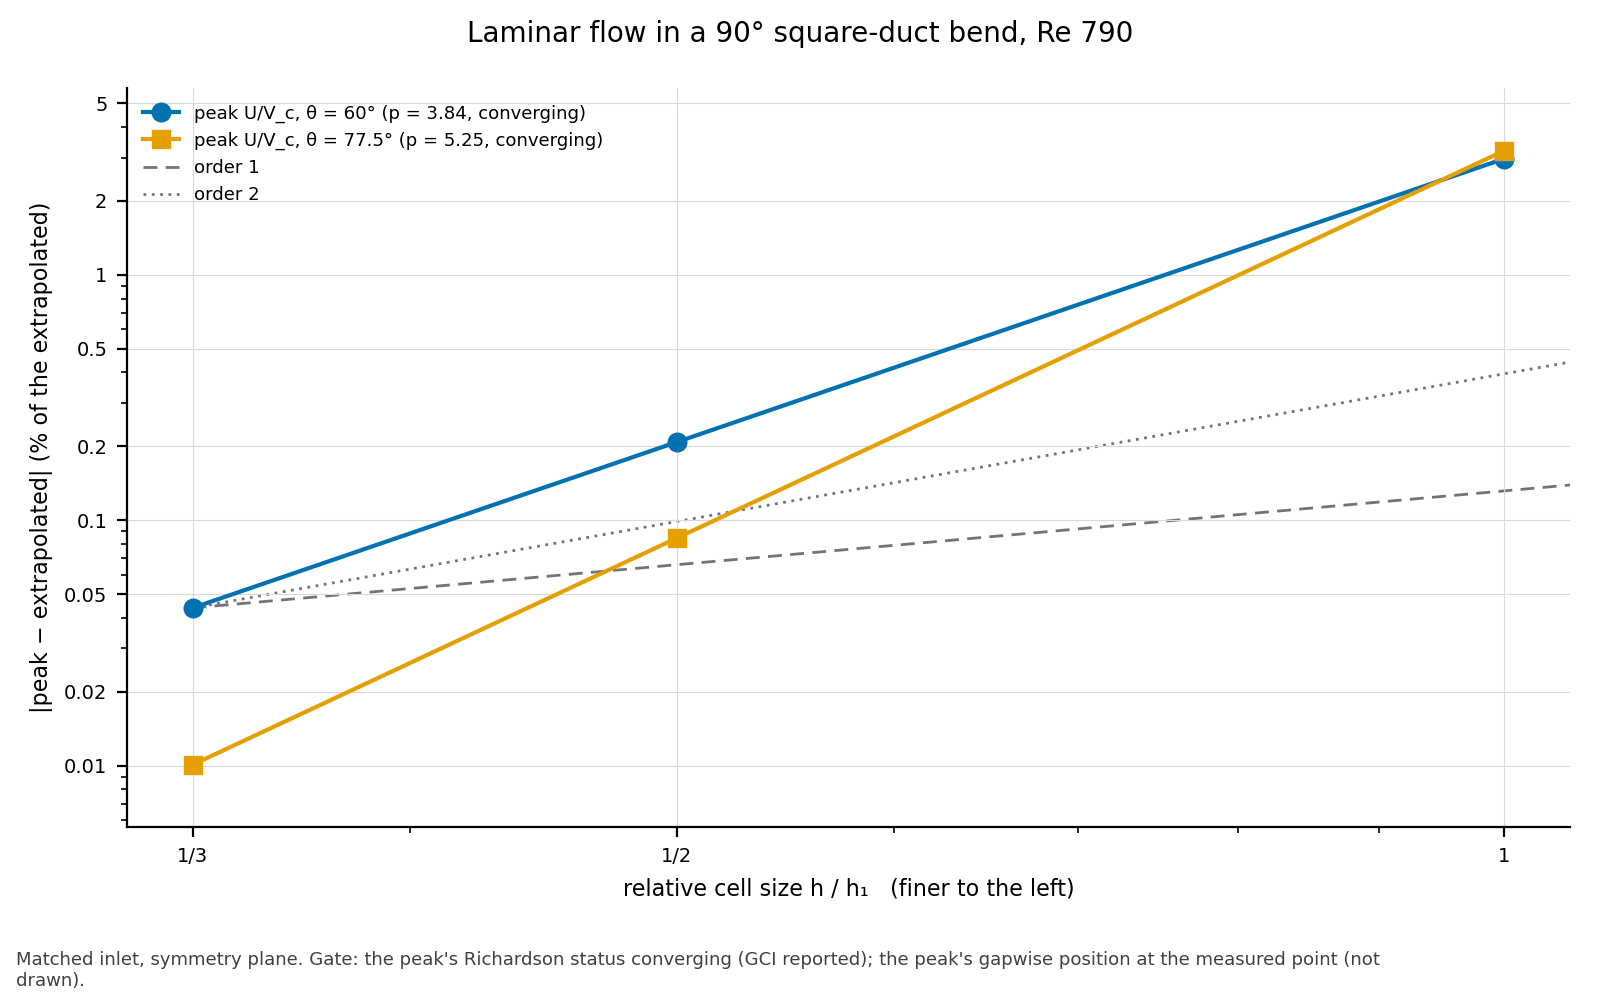 Laminar flow in a 90° square-duct bend, Re 790
peak U/V_c, θ = 60° (p = 3.84, converging)
peak U/V_c, θ = 77.5° (p = 5.25, converging)
order 1
order 2
|peak − extrapolated| (% of the extrapolated)
5
2
1
0.5
0.2
0.1
0.05
0.02
0.01
1/3
1/2
1
relative cell size h / h₁   (finer to the left)
Matched inlet, symmetry plane. Gate: the peak's Richardson status converging (GCI reported); the peak's gapwise position at the measured point (not
drawn).